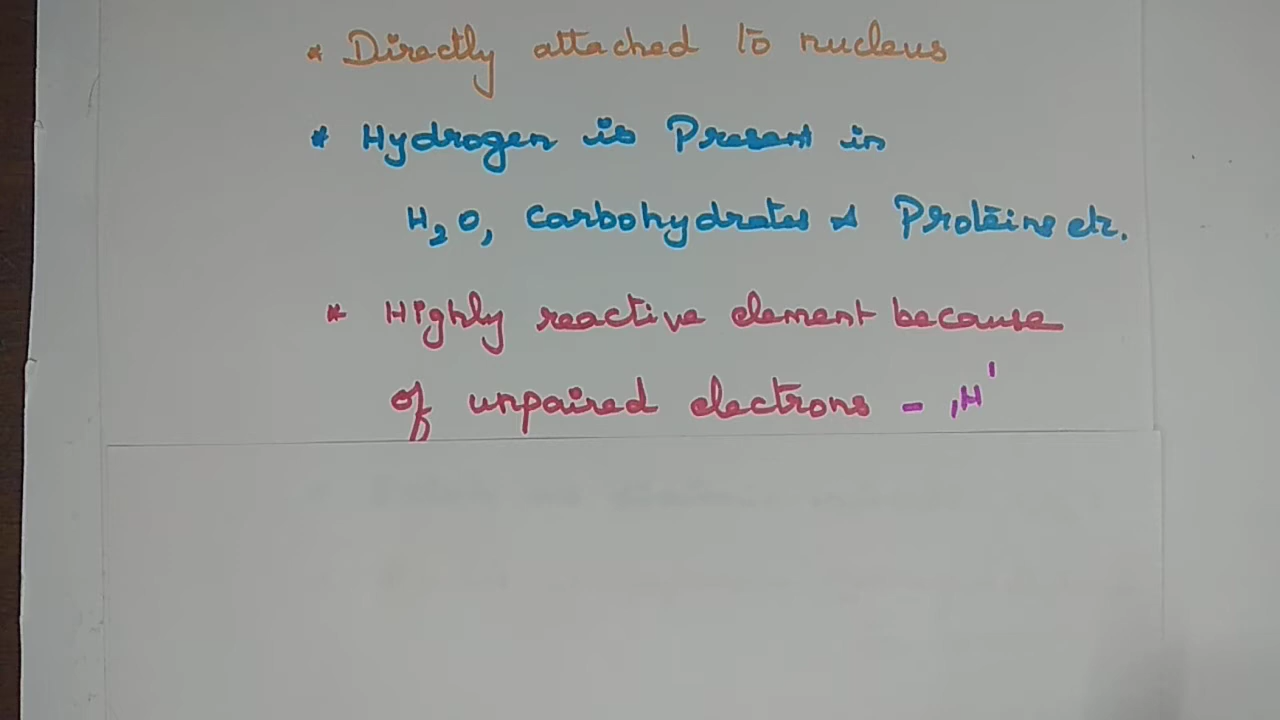 * Directly attached to nucleus
* Hydrogen is Present in
H₂O, Carbohydrates & Proteins etc.
* Highly reactive element because
of unpaired electrons - ₁H¹